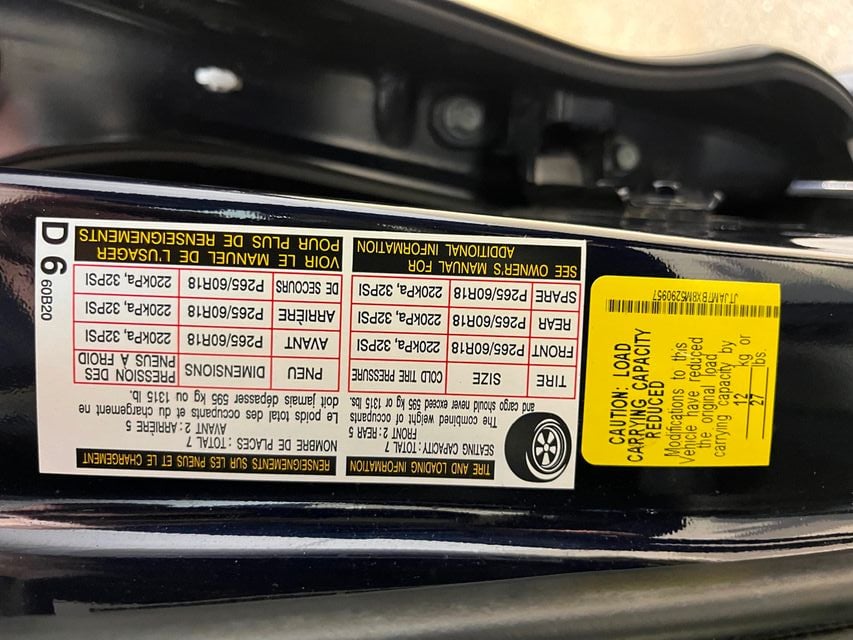 TIRE AND LOADING INFORMATION
SEATING CAPACITY : TOTAL 7
FRONT 2 : REAR 5
The combined weight of occupants
and cargo should never exceed 595 kg or 1315 lbs.
TIRE SIZE COLD TIRE PRESSURE
FRONT P265/60R18 220kPa, 32PSI
REAR P265/60R18 220kPa, 32PSI
SPARE P265/60R18 220kPa, 32PSI
SEE OWNER'S MANUAL FOR
ADDITIONAL INFORMATION
RENSEIGNEMENTS SUR LES PNEUS ET LE CHARGEMENT
NOMBRE DE PLACES : TOTAL 7
AVANT 2 : ARRIÈRE 5
Le poids total des occupants et du chargement ne
doit jamais dépasser 595 kg ou 1315 lb.
PNEU DIMENSIONS PRESSION DES PNEUS À FROID
AVANT P265/60R18 220kPa, 32PSI
ARRIÈRE P265/60R18 220kPa, 32PSI
DE SECOURS P265/60R18 220kPa, 32PSI
VOIR LE MANUEL DE L'USAGER
POUR PLUS DE RENSEIGNEMENTS
D 6 60B20
CAUTION: LOAD
CARRYING CAPACITY
REDUCED
Modifications to this
Vehicle have reduced
the original load
carrying capacity by
12 kg or
27 lbs.
JTJAM7BX8M5290957